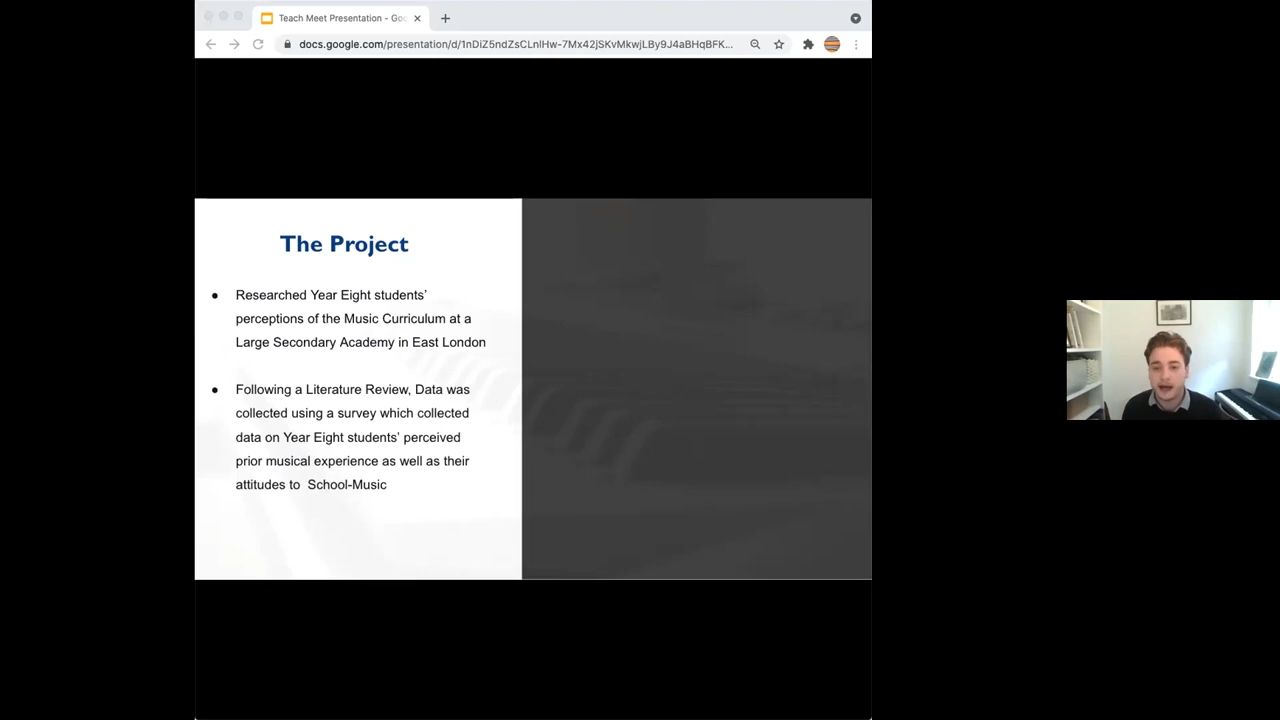 Teach Meet Presentation - Goo
docs.google.com/presentation/d/1nDiZ5ndZsCLnIHw-7Mx42jSKvMkwjLBy9J4aBHqBFK...
The Project
● Researched Year Eight students’
perceptions of the Music Curriculum at a
Large Secondary Academy in East London
● Following a Literature Review, Data was
collected using a survey which collected
data on Year Eight students’ perceived
prior musical experience as well as their
attitudes to School-Music